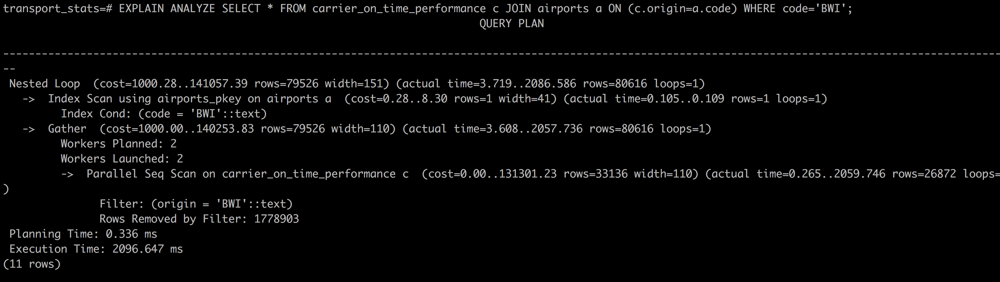 transport_stats=# EXPLAIN ANALYZE SELECT * FROM carrier_on_time_performance c JOIN airports a ON (c.origin=a.code) WHERE code='BWI';
QUERY PLAN
-----------------------------------------------------------------------------------------------------------------------------------------------------------
--
Nested Loop  (cost=1000.28..141057.39 rows=79526 width=151) (actual time=3.719..2086.586 rows=80616 loops=1)
->  Index Scan using airports_pkey on airports a  (cost=0.28..8.30 rows=1 width=41) (actual time=0.105..0.109 rows=1 loops=1)
Index Cond: (code = 'BWI'::text)
->  Gather  (cost=1000.00..140253.83 rows=79526 width=110) (actual time=3.608..2057.736 rows=80616 loops=1)
Workers Planned: 2
Workers Launched: 2
->  Parallel Seq Scan on carrier_on_time_performance c  (cost=0.00..131301.23 rows=33136 width=110) (actual time=0.265..2059.746 rows=26872 loops=
)
Filter: (origin = 'BWI'::text)
Rows Removed by Filter: 1778903
Planning Time: 0.336 ms
Execution Time: 2096.647 ms
(11 rows)